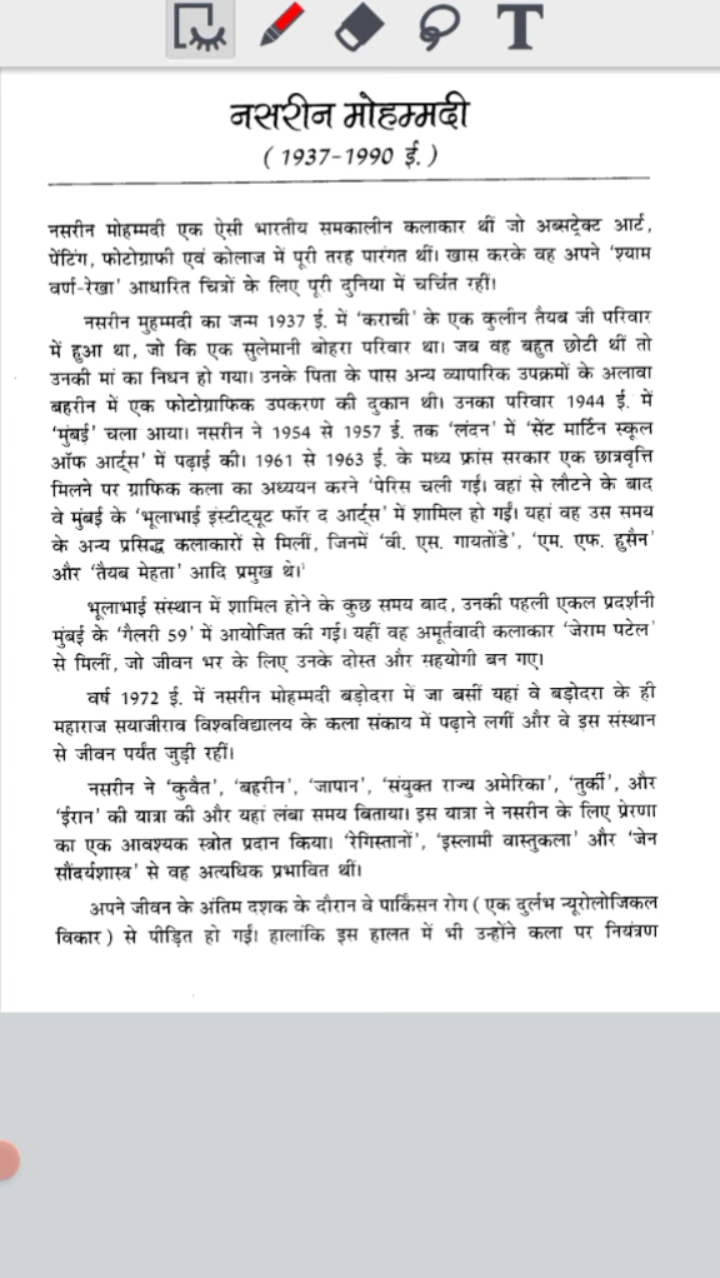 T
नसरीन मोहम्मदी
( 1937-1990 ई. )
नसरीन मोहम्मदी एक ऐसी भारतीय समकालीन कलाकार थीं जो अब्सट्रेक्ट आर्ट,
पेंटिंग, फोटोग्राफी एवं कोलाज में पूरी तरह पारंगत थीं। खास करके वह अपने ‘श्याम
वर्ण-रेखा’ आधारित चित्रों के लिए पूरी दुनिया में चर्चित रहीं।
नसरीन मुहम्मदी का जन्म 1937 ई. में ‘कराची’ के एक कुलीन तैयब जी परिवार
में हुआ था, जो कि एक सुलेमानी बोहरा परिवार था। जब वह बहुत छोटी थीं तो
उनकी मां का निधन हो गया। उनके पिता के पास अन्य व्यापारिक उपक्रमों के अलावा
बहरीन में एक फोटोग्राफिक उपकरण की दुकान थी। उनका परिवार 1944 ई. में
‘मुंबई’ चला आया। नसरीन ने 1954 से 1957 ई. तक ‘लंदन’ में ‘सेंट मार्टिन स्कूल
ऑफ आर्ट्स’ में पढ़ाई की। 1961 से 1963 ई. के मध्य फ्रांस सरकार एक छात्रवृत्ति
मिलने पर ग्राफिक कला का अध्ययन करने ‘पेरिस चली गईं। वहां से लौटने के बाद
वे मुंबई के ‘भूलाभाई इंस्टीट्यूट फॉर द आर्ट्स’ में शामिल हो गईं। यहां वह उस समय
के अन्य प्रसिद्ध कलाकारों से मिलीं, जिनमें ‘वी. एस. गायतोंडे’, ‘एम. एफ. हुसैन’
और ‘तैयब मेहता’ आदि प्रमुख थे।
भूलाभाई संस्थान में शामिल होने के कुछ समय बाद, उनकी पहली एकल प्रदर्शनी
मुंबई के ‘गैलरी 59’ में आयोजित की गई। यहीं वह अमूर्तवादी कलाकार ‘जेराम पटेल’
से मिलीं, जो जीवन भर के लिए उनके दोस्त और सहयोगी बन गए।
वर्ष 1972 ई. में नसरीन मोहम्मदी बड़ोदरा में जा बसीं यहां वे बड़ोदरा के ही
महाराज सयाजीराव विश्वविद्यालय के कला संकाय में पढ़ाने लगीं और वे इस संस्थान
से जीवन पर्यंत जुड़ी रहीं।
नसरीन ने ‘कुवैत’, ‘बहरीन’, ‘जापान’, ‘संयुक्त राज्य अमेरिका’, ‘तुर्की’, और
‘ईरान’ की यात्रा की और यहां लंबा समय बिताया। इस यात्रा ने नसरीन के लिए प्रेरणा
का एक आवश्यक स्त्रोत प्रदान किया। ‘रेगिस्तानों’, ‘इस्लामी वास्तुकला’ और ‘जेन
सौंदर्यशास्त्र’ से वह अत्यधिक प्रभावित थीं।
अपने जीवन के अंतिम दशक के दौरान वे पार्किंसन रोग ( एक दुर्लभ न्यूरोलोजिकल
विकार ) से पीड़ित हो गईं। हालांकि इस हालत में भी उन्होंने कला पर नियंत्रण